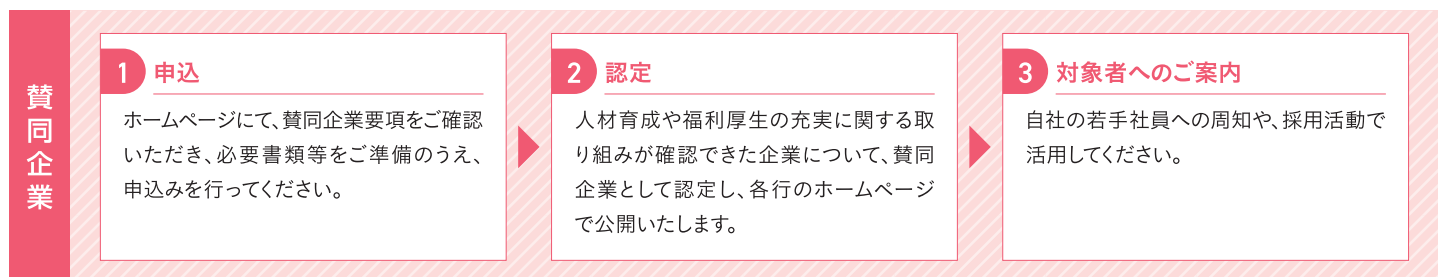 賛同企業
1 申込
ホームページにて、賛同企業要項をご確認
いただき、必要書類等をご準備のうえ、
申込みを行ってください。
2 認定
人材育成や福利厚生の充実に関する取
り組みが確認できた企業について、賛同
企業として認定し、各行のホームページ
で公開いたします。
3 対象者へのご案内
自社の若手社員への周知や、採用活動で
活用してください。